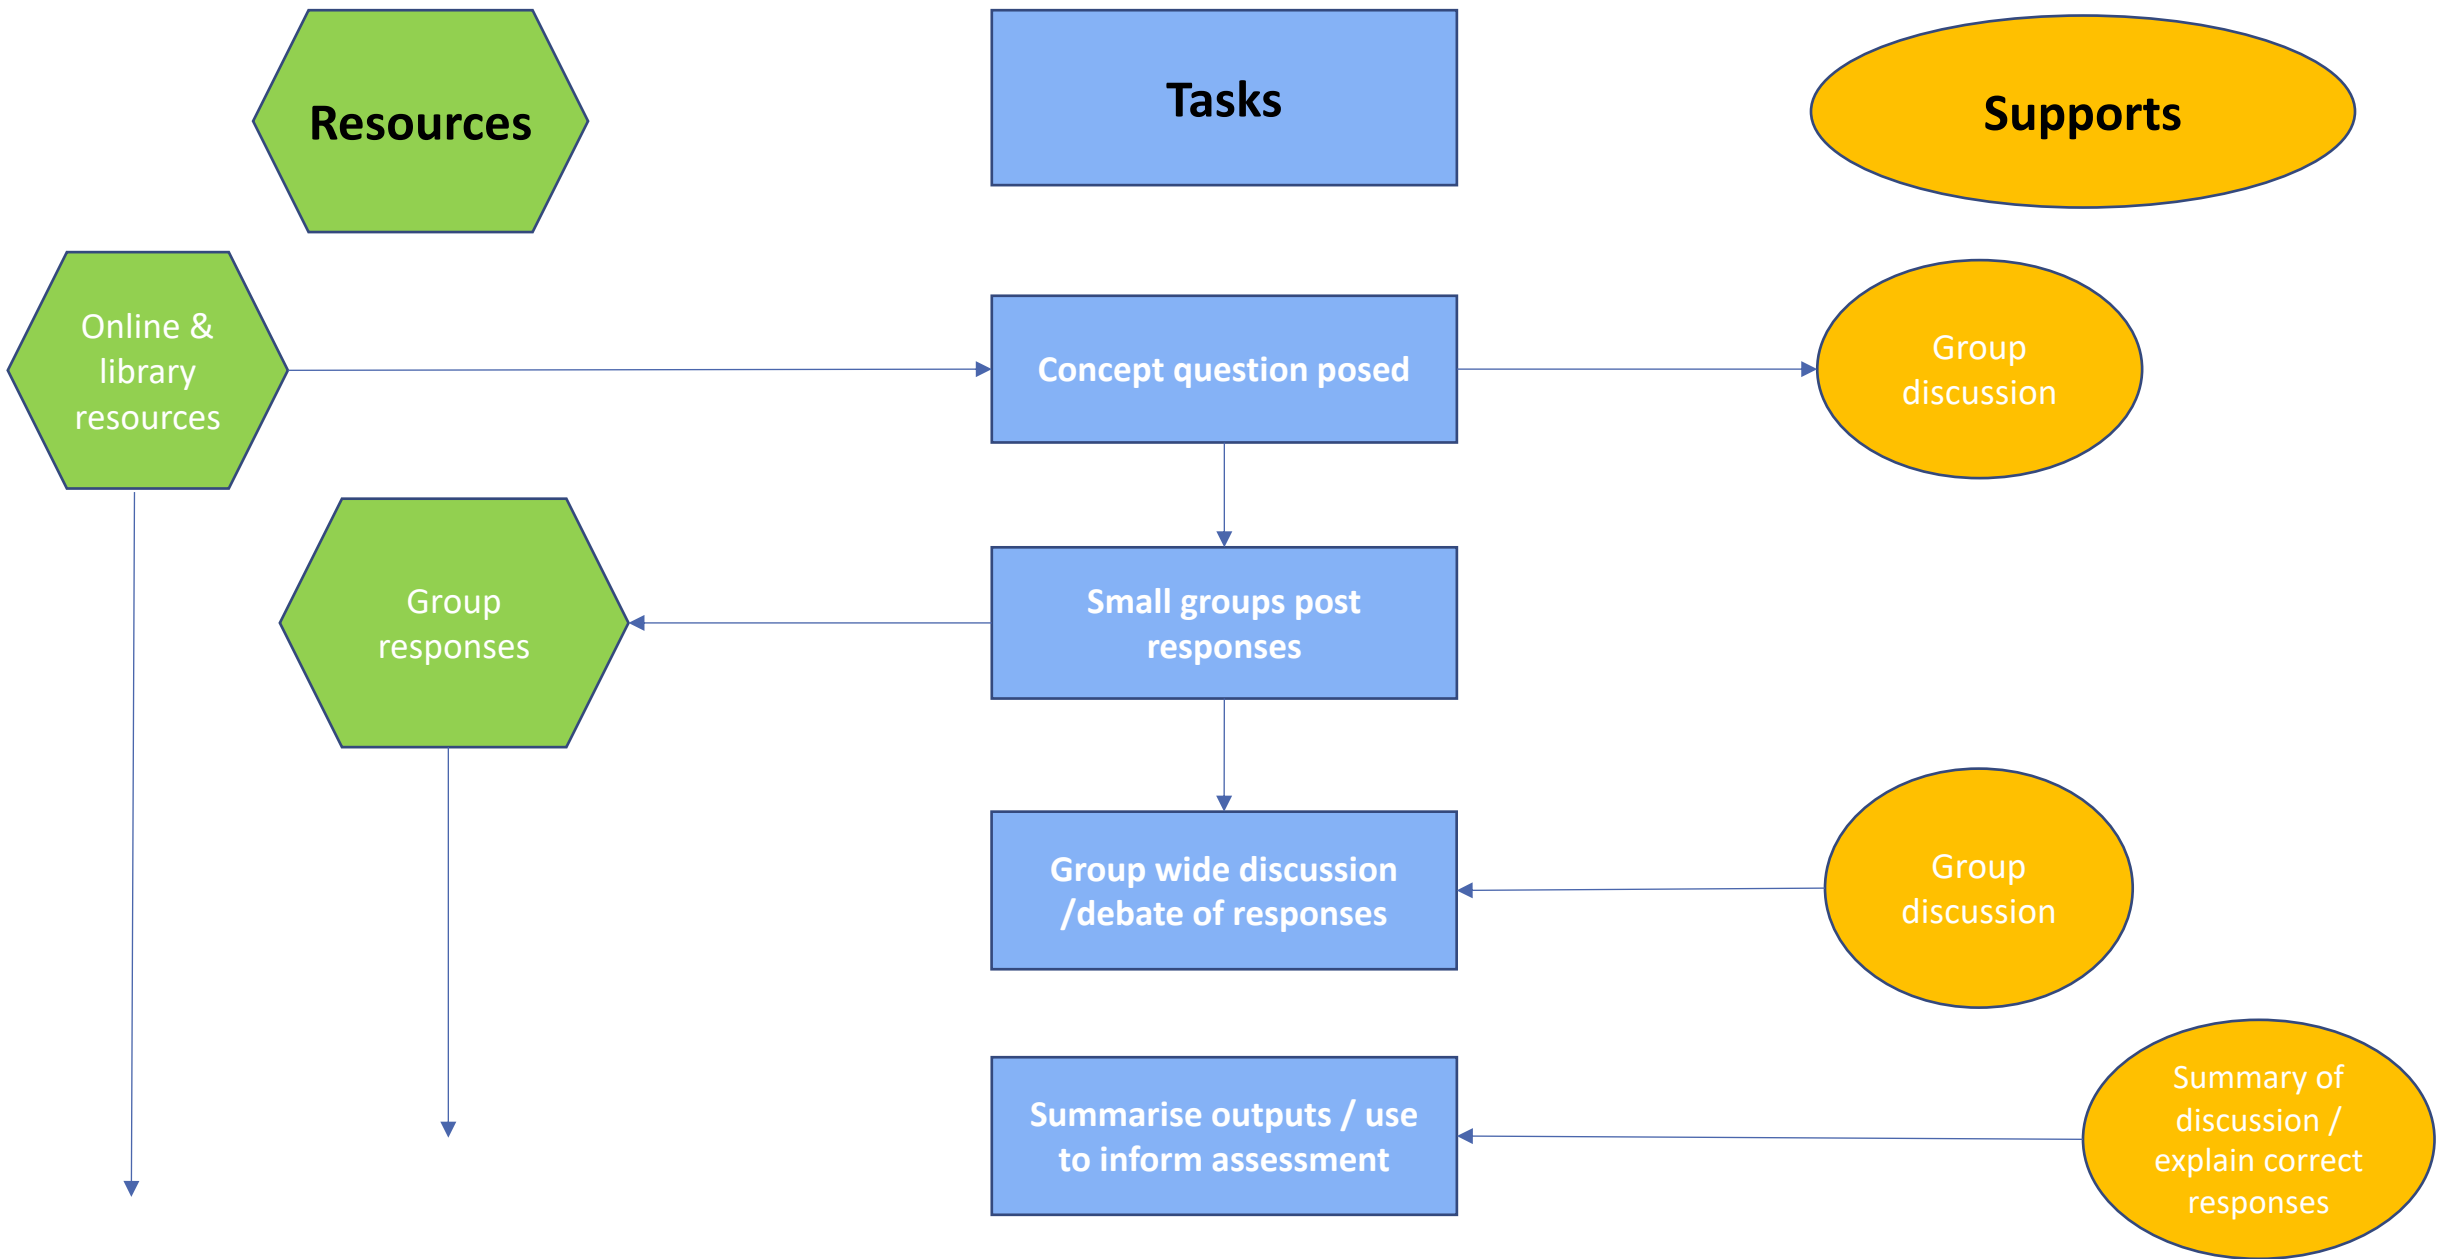 Resources
Tasks
Supports
Online &
library
resources
Concept question posed
Group
discussion
Group
responses
Small groups post
responses
Group wide discussion
/debate of responses
Group
discussion
Summarise outputs / use
to inform assessment
Summary of
discussion /
explain correct
responses